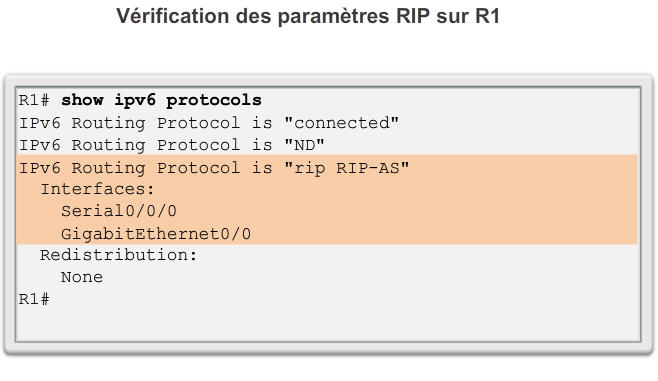 Vérification des paramètres RIP sur R1
R1# show ipv6 protocols
IPv6 Routing Protocol is "connected"
IPv6 Routing Protocol is "ND"
IPv6 Routing Protocol is "rip RIP-AS"
  Interfaces:
    Serial0/0/0
    GigabitEthernet0/0
  Redistribution:
    None
R1#